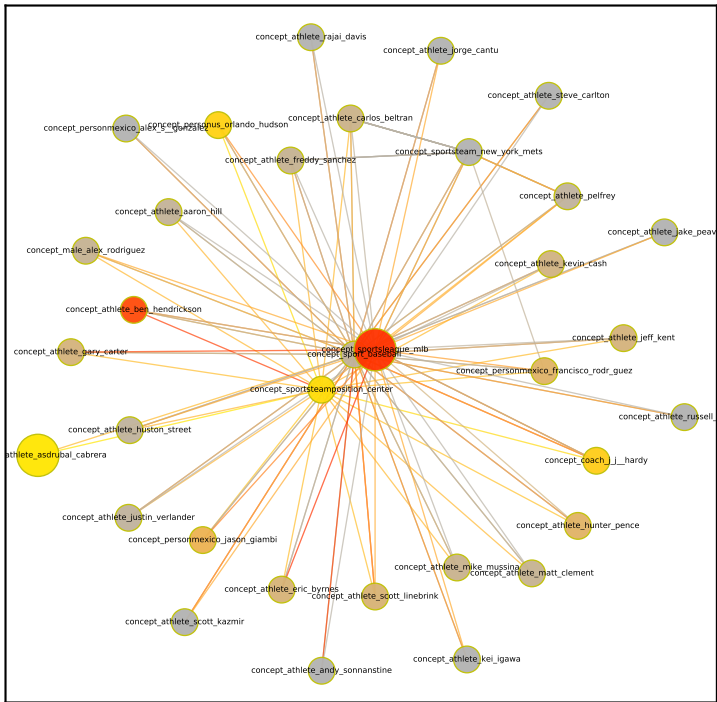 concept_athlete_rajai_davis
concept_athlete_jorge_cantu
concept_athlete_steve_carlton
concept_athlete_carlos_beltran
concept_personus_orlando_hudson
concept_personmexico_alex_s__gonzalez
concept_sportsteam_new_york_mets
concept_athlete_freddy_sanchez
concept_athlete_pelfrey
concept_athlete_aaron_hill
concept_athlete_jake_peav
concept_male_alex_rodriguez
concept_athlete_kevin_cash
concept_athlete_ben_hendrickson
concept_athlete_jeff_kent
concept_sportsleague_mlb
concept_athlete_gary_carter
concept_sport_baseball
concept_personmexico_francisco_rodr_guez
concept_sportsteamposition_center
concept_athlete_russell_
concept_athlete_huston_street
athlete_asdrubal_cabrera
concept_coach_j_j__hardy
concept_athlete_justin_verlander
concept_athlete_hunter_pence
concept_personmexico_jason_giambi
concept_athlete_mike_mussina
concept_athlete_matt_clement
concept_athlete_eric_byrnes
concept_athlete_scott_linebrink
concept_athlete_scott_kazmir
concept_athlete_kei_igawa
concept_athlete_andy_sonnanstine